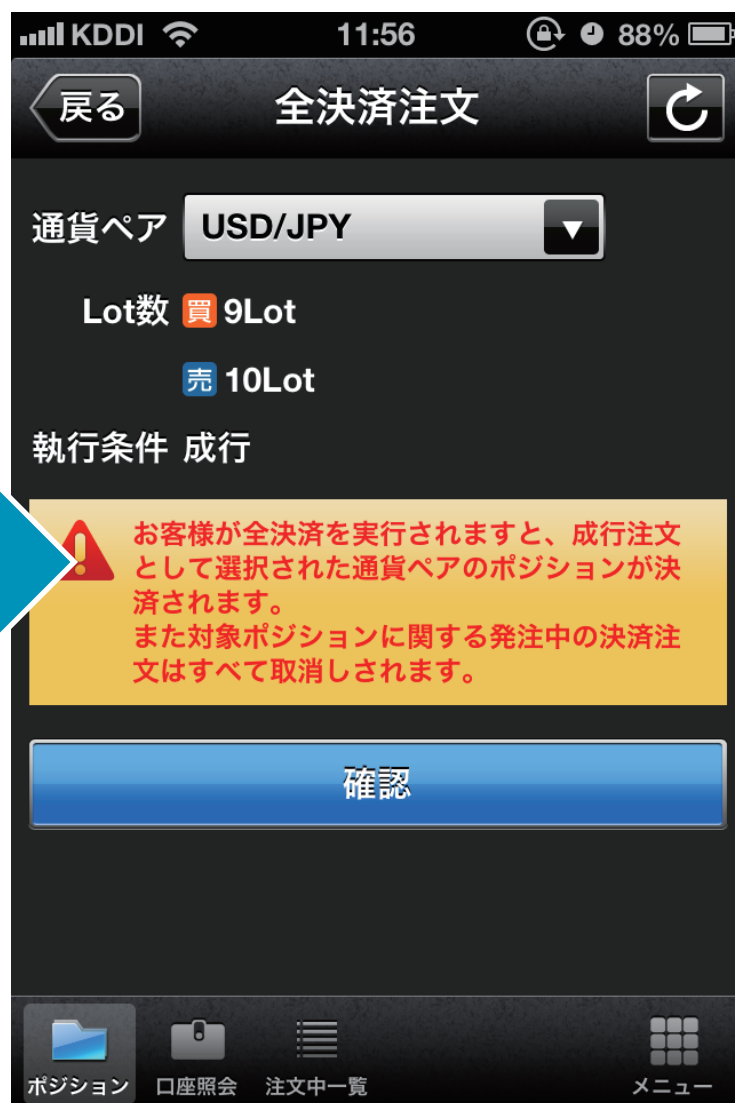 KDDI 11:56 88%
戻る 全決済注文
通貨ペア USD/JPY
Lot数 買 9Lot
売 10Lot
執行条件 成行
お客様が全決済を実行されますと、成行注文
として選択された通貨ペアのポジションが決
済されます。
また対象ポジションに関する発注中の決済注
文はすべて取消しされます。
確認
ポジション 口座照会 注文中一覧 メニュー